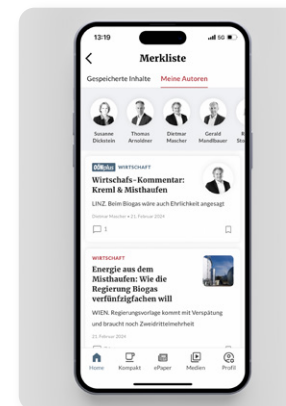 13:19
5G
Merkliste
Gespeicherte Inhalte Meine Autoren
Susanne Dickstein
Thomas Arnoldner
Dietmar Mascher
Gerald Mandlbauer
OÖNplus WIRTSCHAFT
Wirtschafts-Kommentar:
Kreml & Misthaufen
LINZ. Beim Biogas wäre auch Ehrlichkeit angesagt
Dietmar Mascher • 21. Februar 2024
1
WIRTSCHAFT
Energie aus dem
Misthaufen: Wie die
Regierung Biogas
verfünfzigfachen will
WIEN. Regierungsvorlage kommt mit Verspätung
und braucht noch Zweidrittelmehrheit
21. Februar 2024
Home Kompakt ePaper Medien Profil